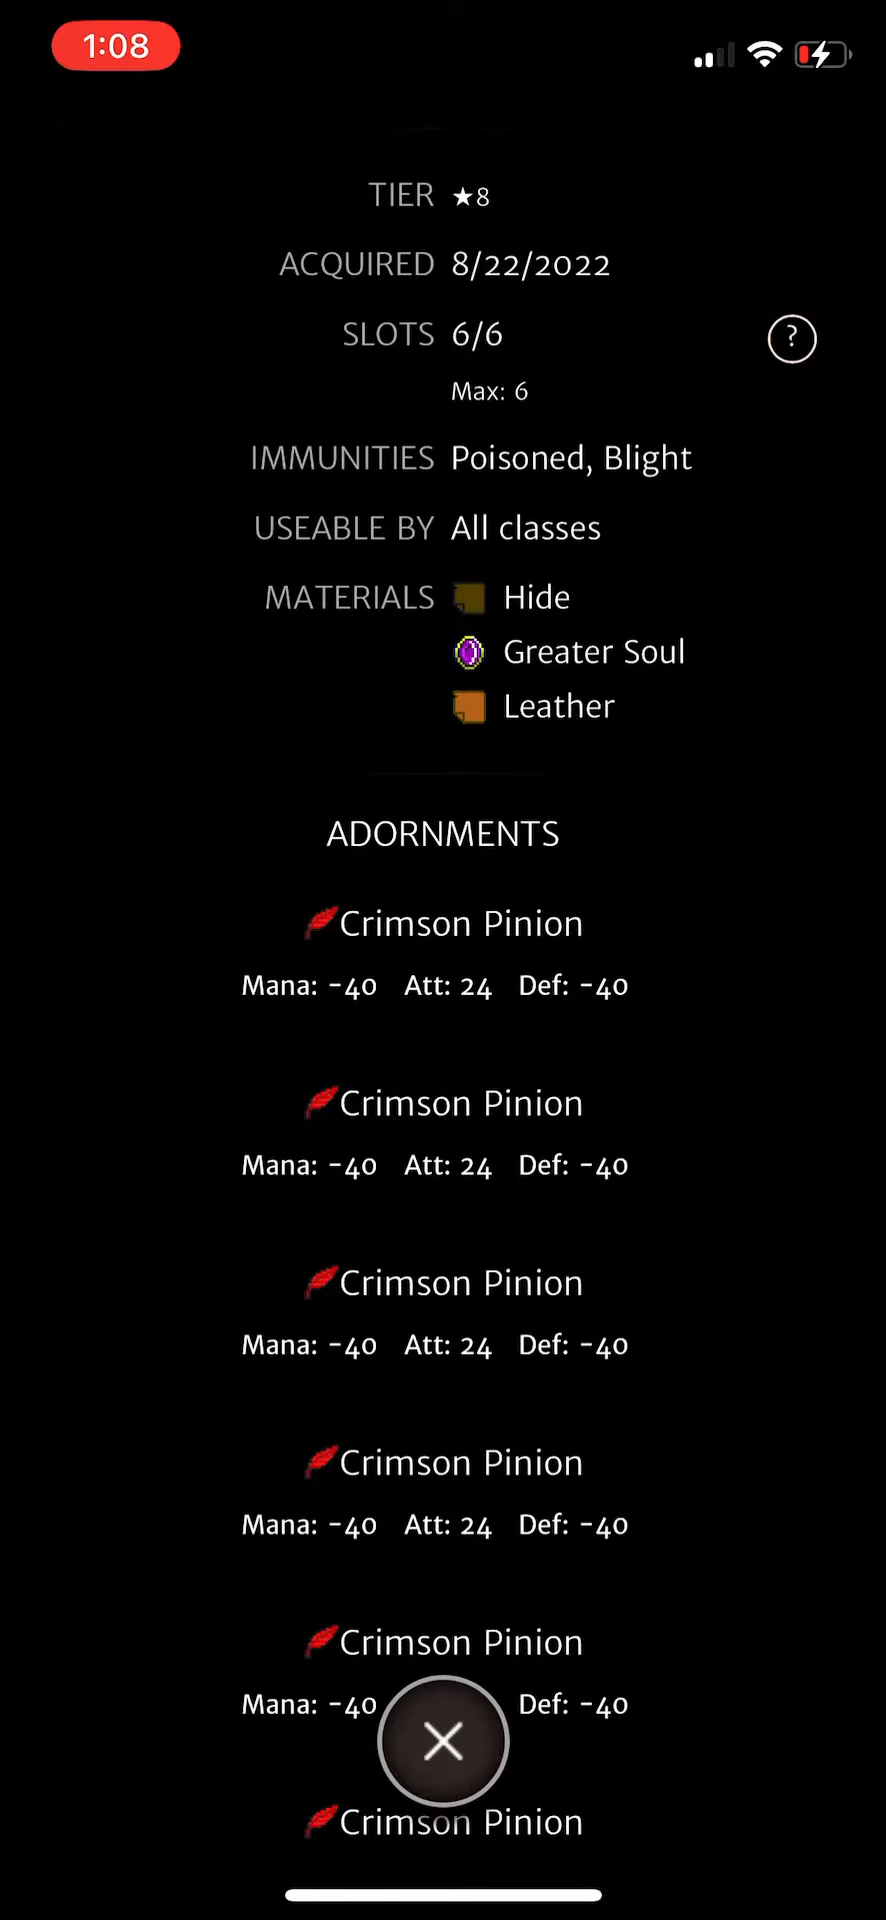 1:08
TIER ★8
ACQUIRED 8/22/2022
SLOTS 6/6
?
Max: 6
IMMUNITIES Poisoned, Blight
USEABLE BY All classes
MATERIALS Hide
Greater Soul
Leather
ADORNMENTS
Crimson Pinion
Mana: -40 Att: 24 Def: -40
Crimson Pinion
Mana: -40 Att: 24 Def: -40
Crimson Pinion
Mana: -40 Att: 24 Def: -40
Crimson Pinion
Mana: -40 Att: 24 Def: -40
Crimson Pinion
Mana: -40 Def: -40
Crimson Pinion